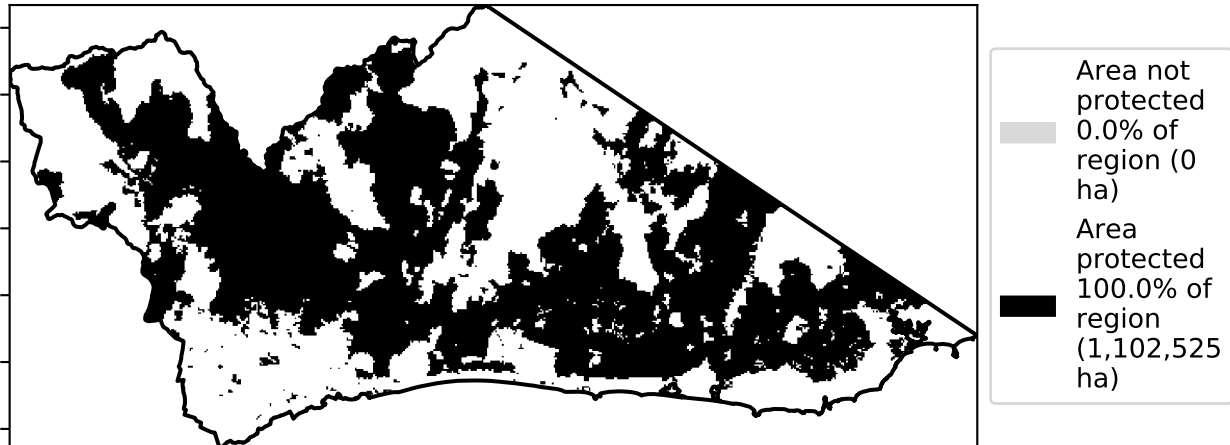 Area not
protected
0.0% of
region (0
ha)
Area
protected
100.0% of
region
(1,102,525
ha)